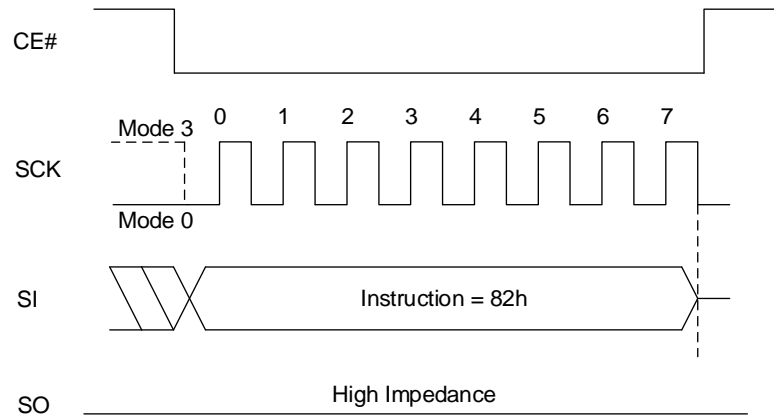 CE#
0 1 2 3 4 5 6 7
Mode 3
SCK
Mode 0
SI
Instruction = 82h
High Impedance
SO